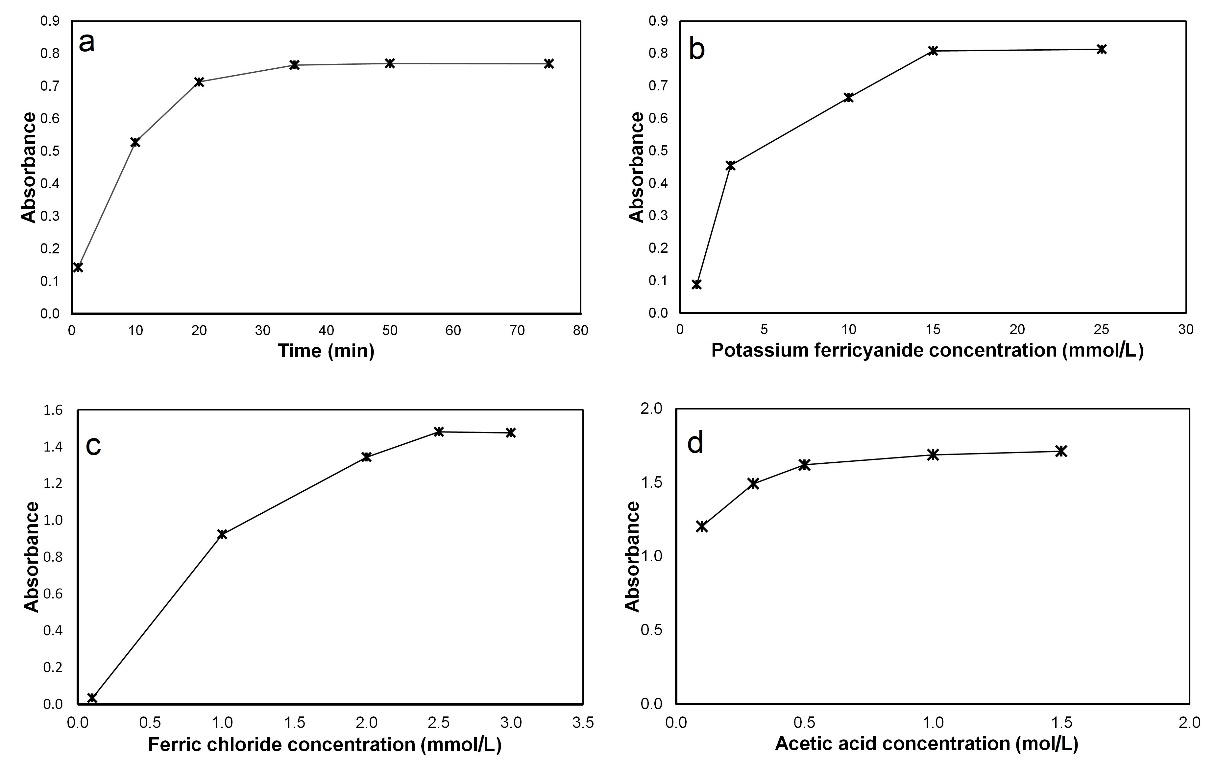 a
0.9
0.8
0.7
0.6
0.5
0.4
0.3
0.2
0.1
0.0
Absorbance
0 10 20 30 40 50 60 70 80
Time (min)
b
0.9
0.8
0.7
0.6
0.5
0.4
0.3
0.2
0.1
0.0
Absorbance
0 5 10 15 20 25 30
Potassium ferricyanide concentration (mmol/L)
c
1.6
1.4
1.2
1.0
0.8
0.6
0.4
0.2
0.0
Absorbance
0.0 0.5 1.0 1.5 2.0 2.5 3.0 3.5
Ferric chloride concentration (mmol/L)
d
2.0
1.5
1.0
0.5
0.0
Absorbance
0.0 0.5 1.0 1.5 2.0
Acetic acid concentration (mol/L)